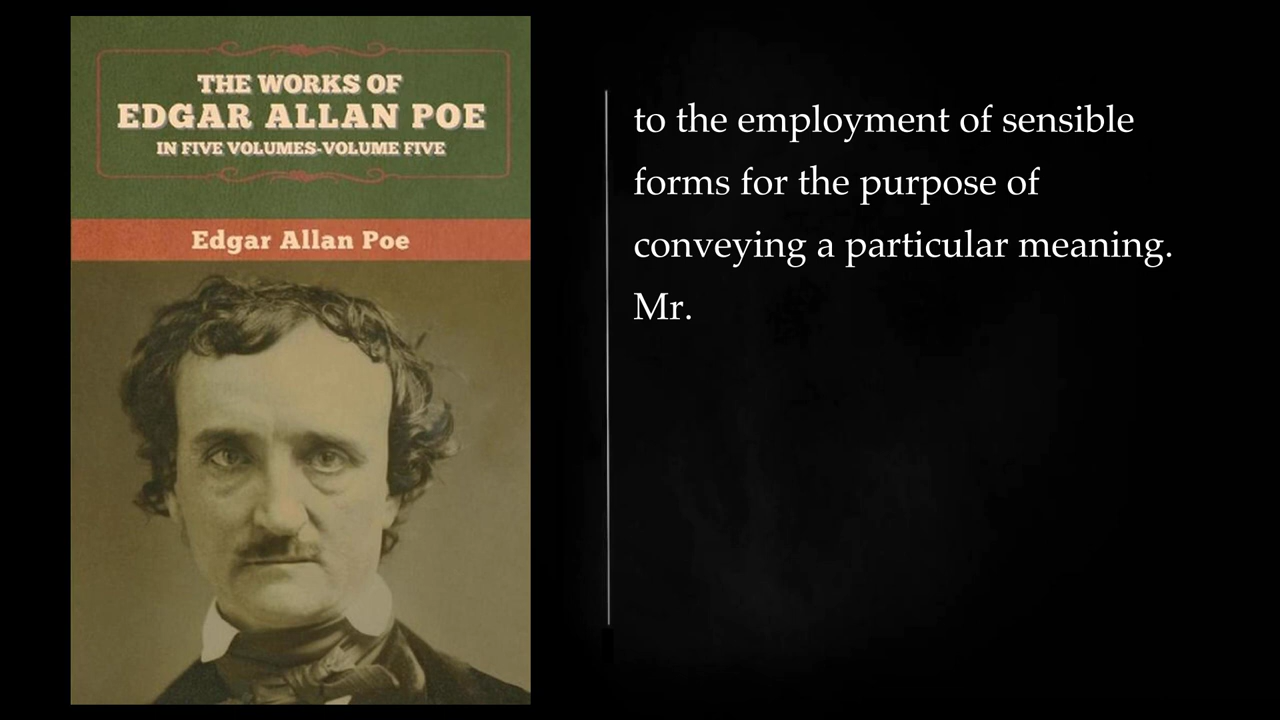 THE WORKS OF
EDGAR ALLAN POE
IN FIVE VOLUMES-VOLUME FIVE
Edgar Allan Poe
to the employment of sensible
forms for the purpose of
conveying a particular meaning.
Mr.